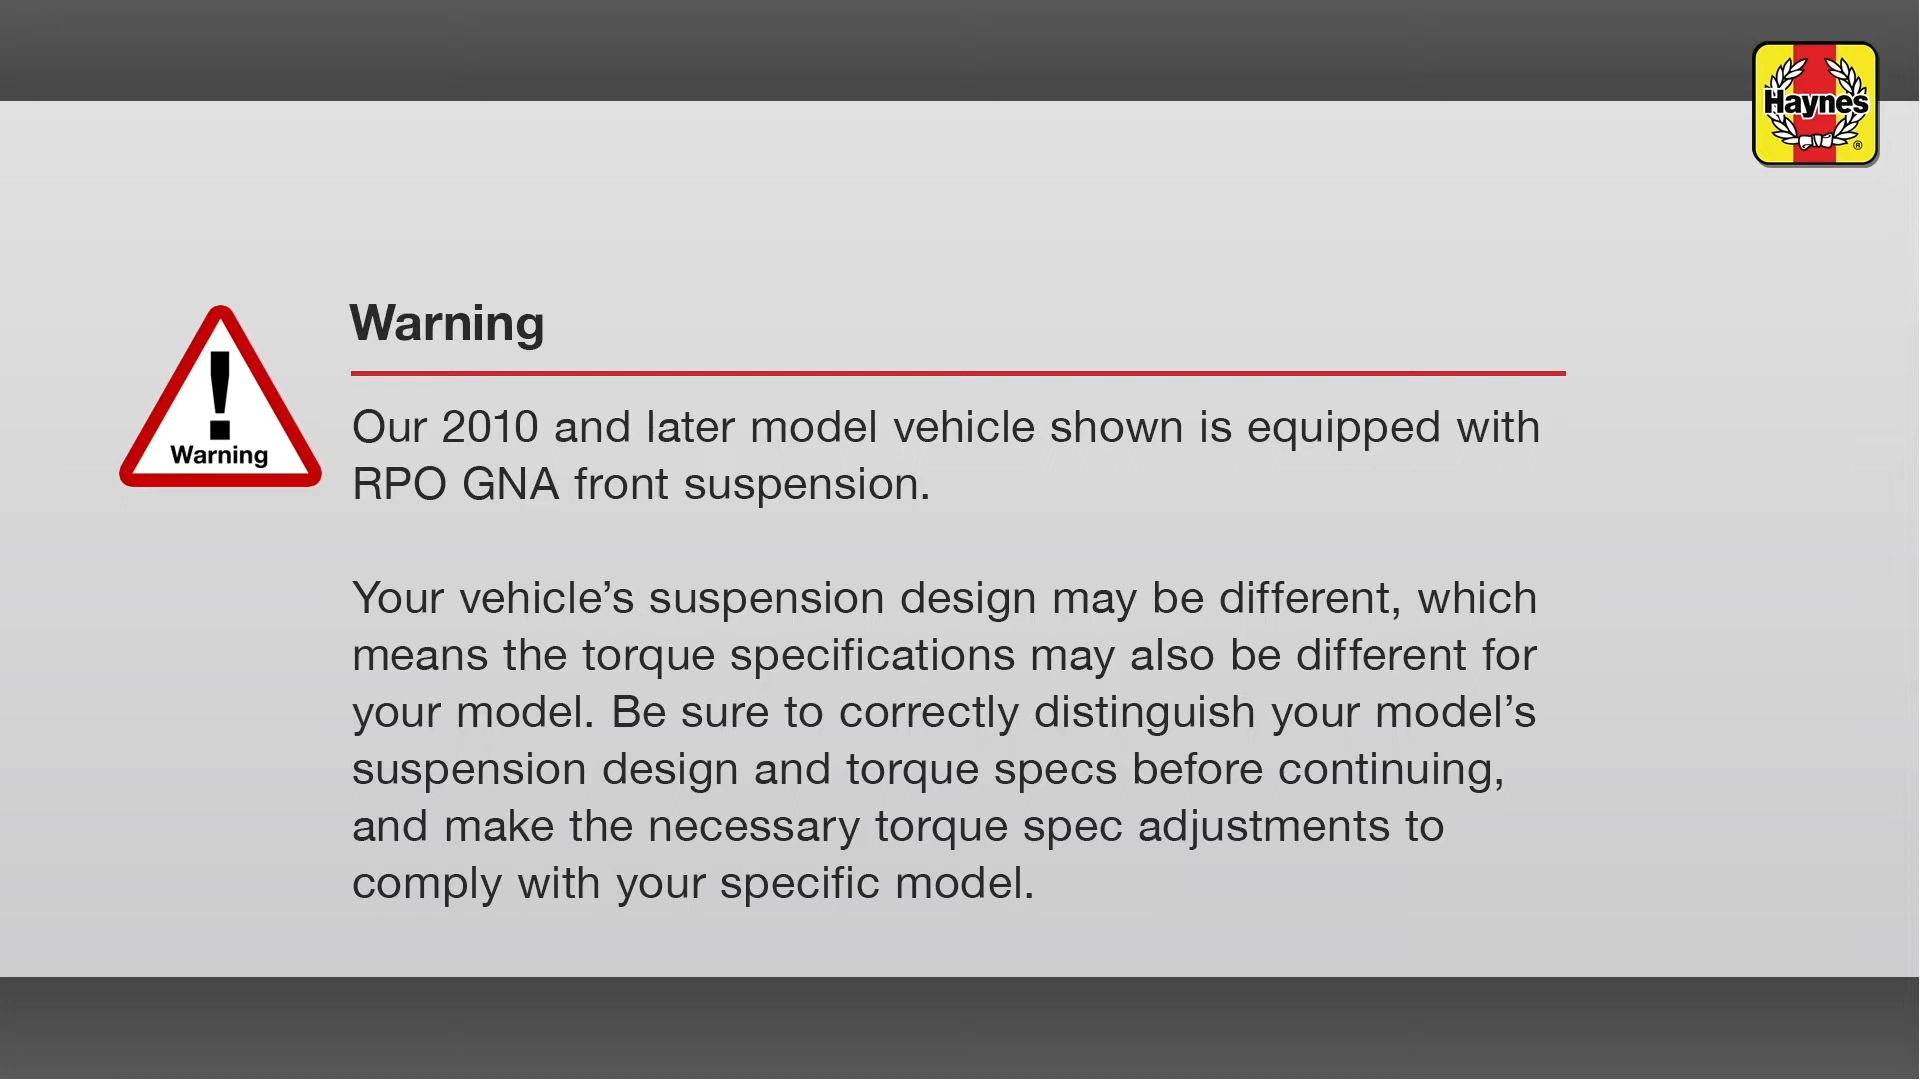 Haynes
®
Warning
Warning
Our 2010 and later model vehicle shown is equipped with
RPO GNA front suspension.
Your vehicle’s suspension design may be different, which
means the torque specifications may also be different for
your model. Be sure to correctly distinguish your model’s
suspension design and torque specs before continuing,
and make the necessary torque spec adjustments to
comply with your specific model.